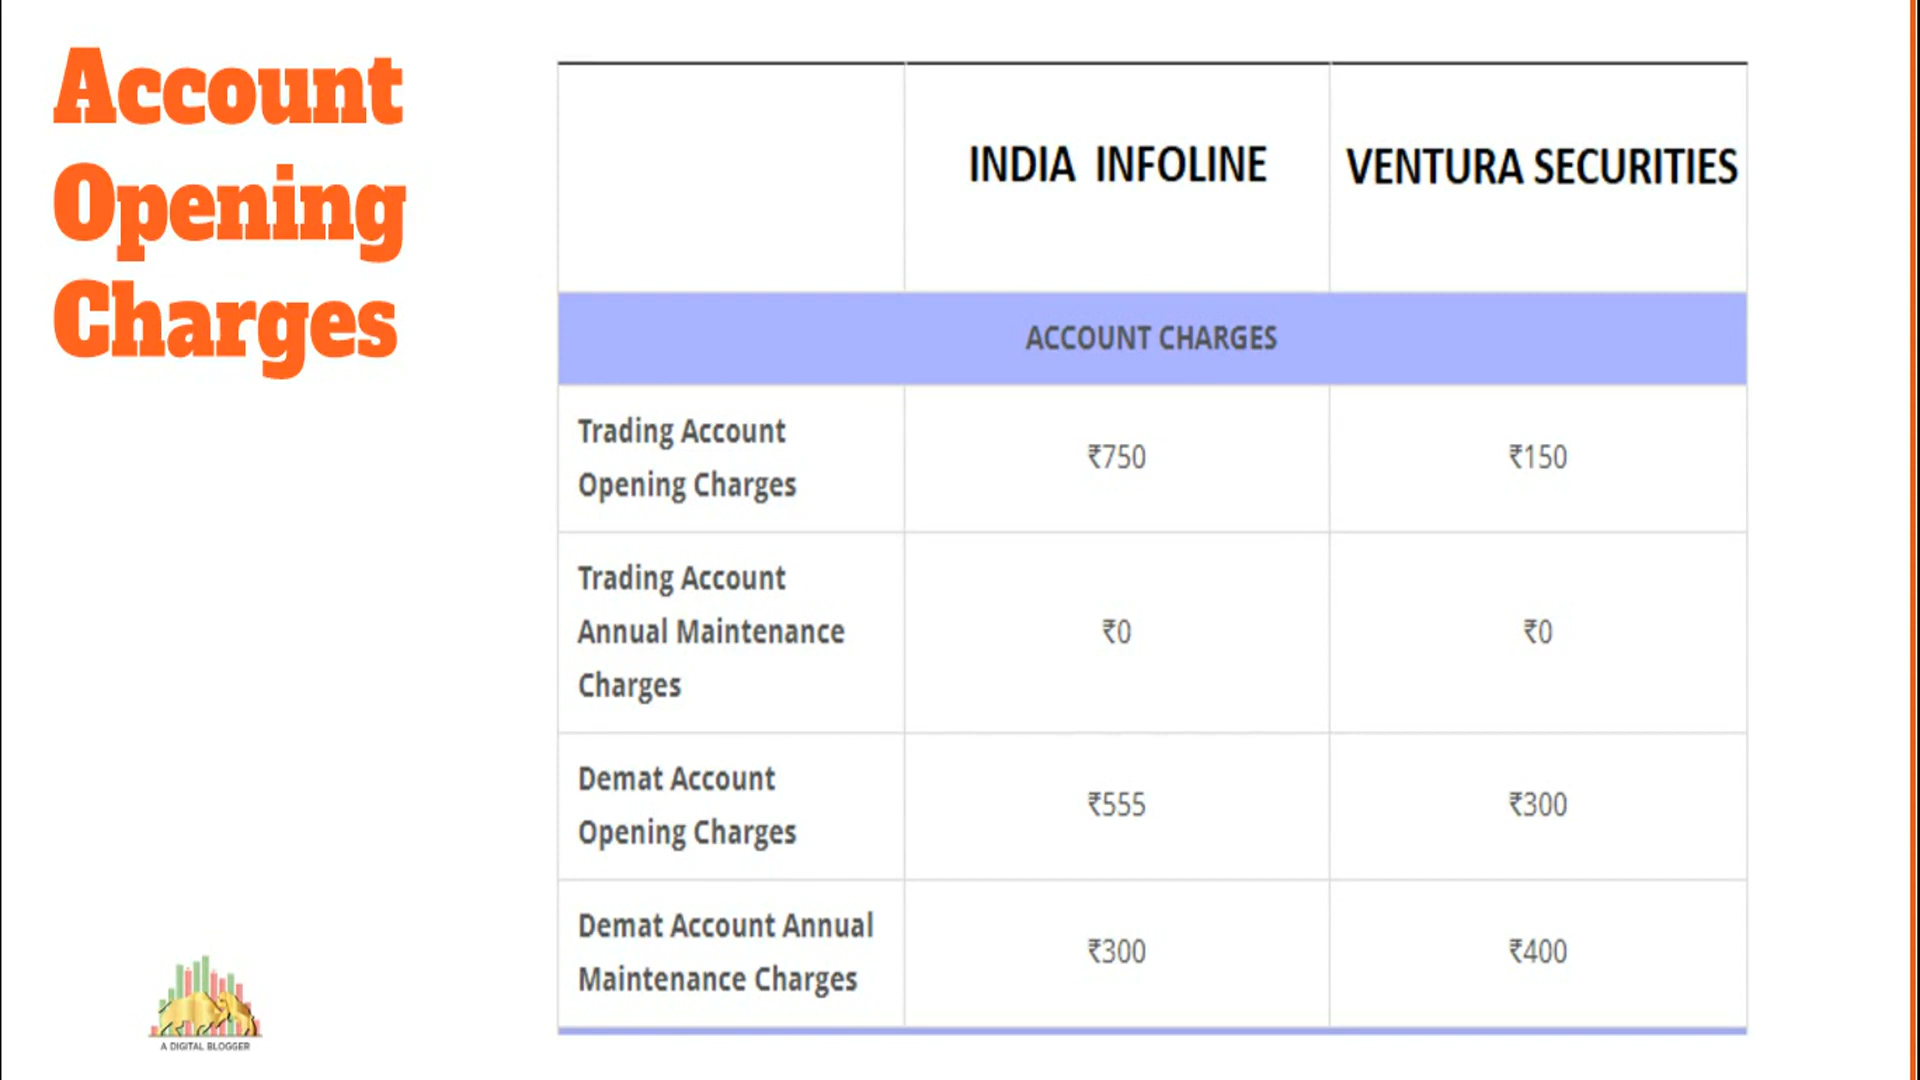 Account
Opening
Charges
INDIA INFOLINE
VENTURA SECURITIES
ACCOUNT CHARGES
Trading Account
Opening Charges
₹750
₹150
Trading Account
Annual Maintenance
Charges
₹0
₹0
Demat Account
Opening Charges
₹555
₹300
Demat Account Annual
Maintenance Charges
₹300
₹400
A DIGITAL BLOGGER